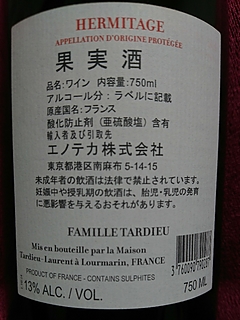 HERMITAGE
APPELLATION D'ORIGINE PROTÉGÉE
果実酒
品名:ワイン 内容量:750ml
アルコール分:ラベルに記載
原産国名:フランス
酸化防止剤(亜硫酸塩)含有
輸入者及び引取先
エノテカ株式会社
東京都港区南麻布5-14-15
未成年者の飲酒は法律で禁止されています。
妊娠中や授乳期の飲酒は、胎児・乳児の発育
に悪影響を与えるおそれがあります。
FAMILLE TARDIEU
Mis en bouteille par la Maison
Tardieu-Laurent à Lourmarin, FRANCE
PRODUCT OF FRANCE - CONTAINS SULPHITES
13% ALC. / VOL.
750 ML